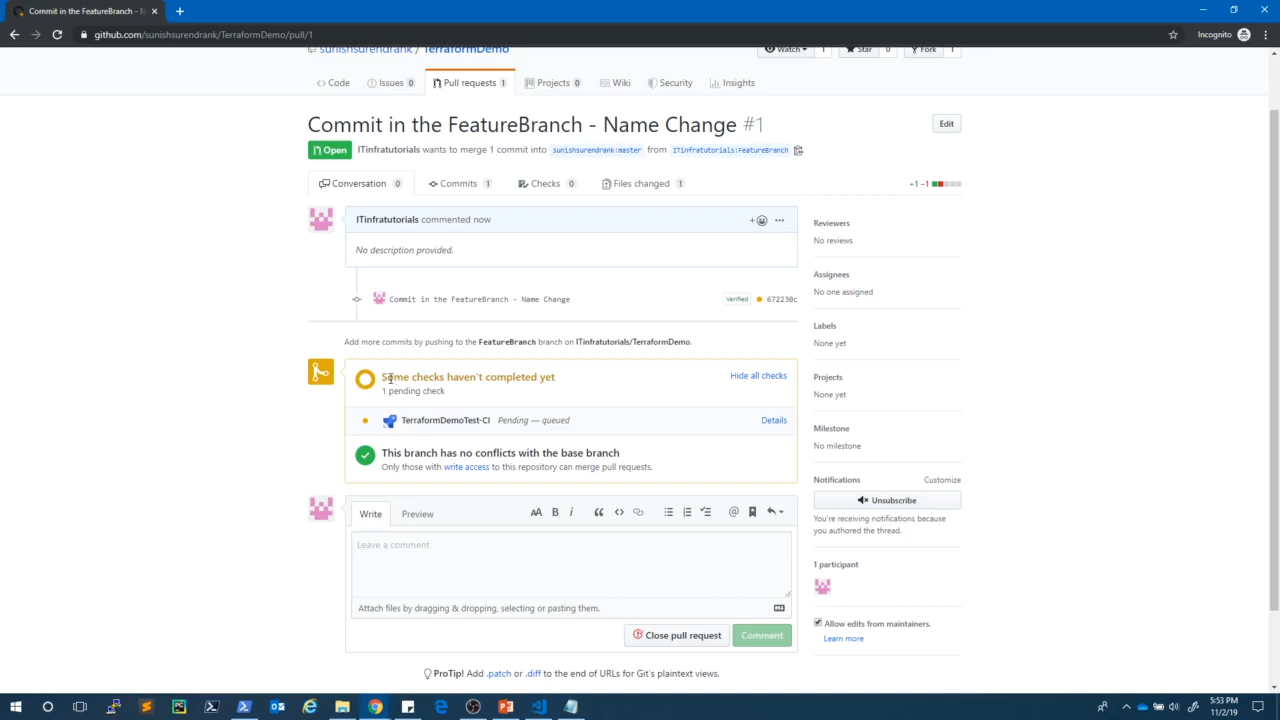 Commit in the FeatureBranch - N
github.com/sunishsurendrank/TerraformDemo/pull/1
Incognito
sunishsurendrank / TerraformDemo
Watch 1 Star 0 Fork 1
Code Issues 0 Pull requests 1 Projects 0 Wiki Security Insights
Commit in the FeatureBranch - Name Change #1
Edit
Open ITinfratutorials wants to merge 1 commit into sunishsurendrank:master from ITinfratutorials:FeatureBranch
Conversation 0 Commits 1 Checks 0 Files changed 1
+1 −1
ITinfratutorials commented now
No description provided.
Commit in the FeatureBranch - Name Change
Verified 672230c
Add more commits by pushing to the FeatureBranch branch on ITinfratutorials/TerraformDemo.
Some checks haven't completed yet
Hide all checks
1 pending check
TerraformDemoTest-CI Pending — queued
Details
This branch has no conflicts with the base branch
Only those with write access to this repository can merge pull requests.
Write Preview
AA B i
Leave a comment
Attach files by dragging & dropping, selecting or pasting them.
Close pull request
Comment
ProTip! Add .patch or .diff to the end of URLs for Git's plaintext views.
Reviewers
No reviews
Assignees
No one assigned
Labels
None yet
Projects
None yet
Milestone
No milestone
Notifications Customize
Unsubscribe
You're receiving notifications because
you authored the thread.
1 participant
Allow edits from maintainers.
Learn more
5:53 PM
11/2/19